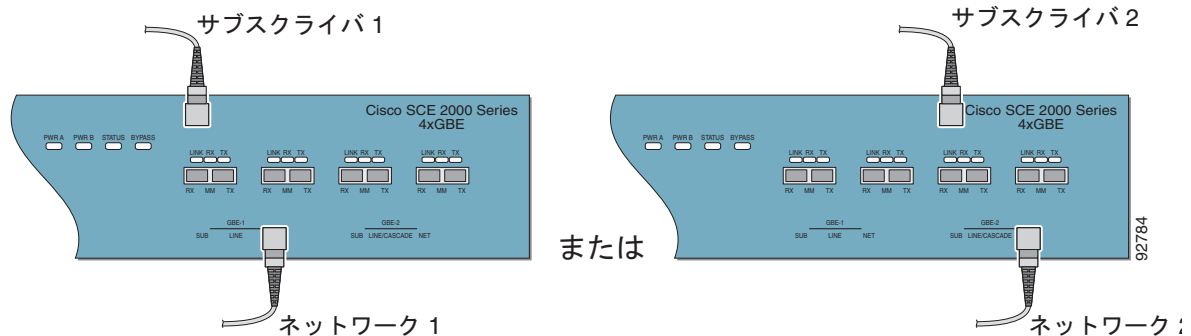 サブスクライバ 1
Cisco SCE 2000 Series
4xGBE
PWR A PWR B STATUS BYPASS
LINK RX TX LINK RX TX LINK RX TX LINK RX TX
RX MM TX RX MM TX RX MM TX RX MM TX
GBE-1 GBE-2
SUB LINE SUB LINE/CASCADE NET
ネットワーク 1
または
サブスクライバ 2
Cisco SCE 2000 Series
4xGBE
PWR A PWR B STATUS BYPASS
LINK RX TX LINK RX TX LINK RX TX LINK RX TX
RX MM TX RX MM TX RX MM TX RX MM TX
GBE-1 GBE-2
SUB LINE NET SUB LINE/CASCADE
ネットワーク 2
92784